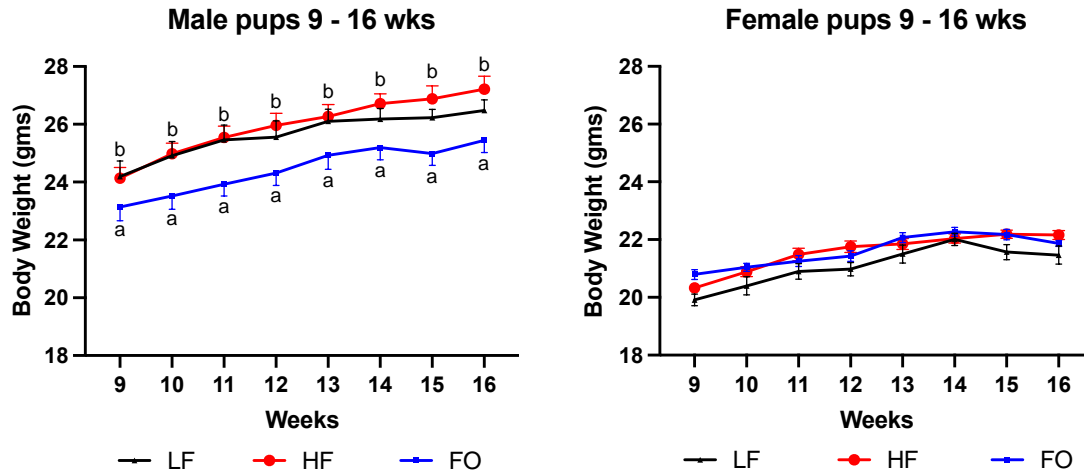 Male pups 9 - 16 wks
Body Weight (gms)
28
26
24
22
20
18
b b b b b b b b
a a a a a a a a
9 10 11 12 13 14 15 16
Weeks
LF HF FO
Female pups 9 - 16 wks
Body Weight (gms)
28
26
24
22
20
18
9 10 11 12 13 14 15 16
Weeks
LF HF FO